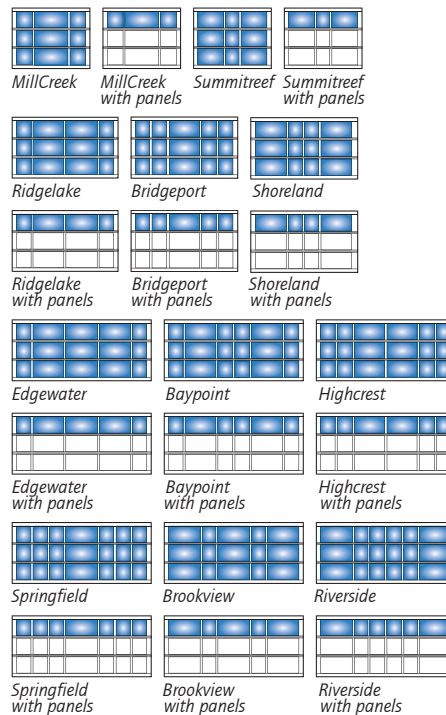 MillCreek
MillCreek
with panels
Summitreef
Summitreef
with panels
Ridgelake
Bridgeport
Shoreland
Ridgelake
with panels
Bridgeport
with panels
Shoreland
with panels
Edgewater
Baypoint
Highcrest
Edgewater
with panels
Baypoint
with panels
Highcrest
with panels
Springfield
Brookview
Riverside
Springfield
with panels
Brookview
with panels
Riverside
with panels